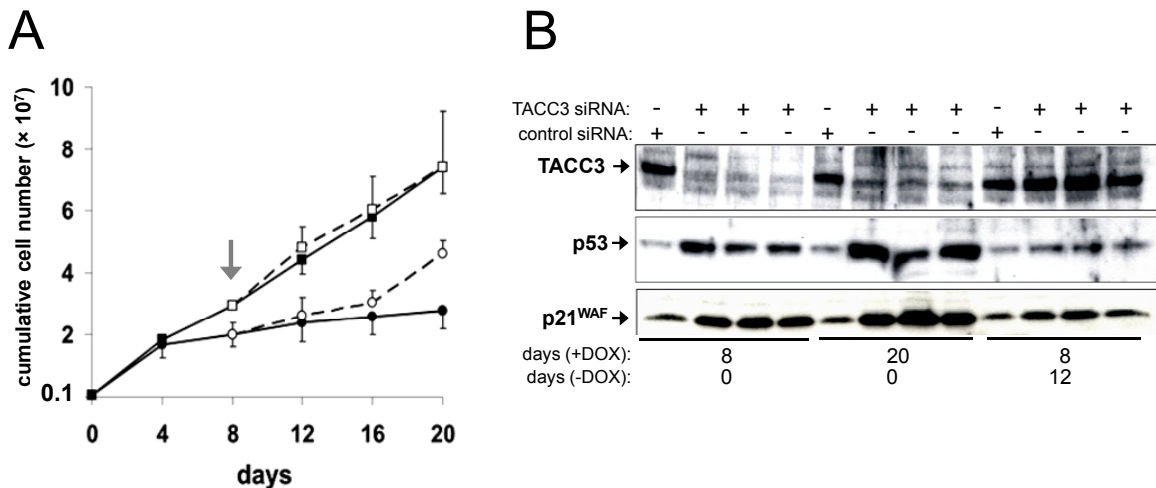 A
cumulative cell number (× 10⁷)
10
8
6
4
2
0.1
0 4 8 12 16 20
days
B
TACC3 siRNA: - + + + - + + + - + + +
control siRNA: + - - - + - - - + - - -
TACC3
p53
p21ᵂᴬᶠ
days (+DOX): 8 20 8
days (-DOX): 0 0 12